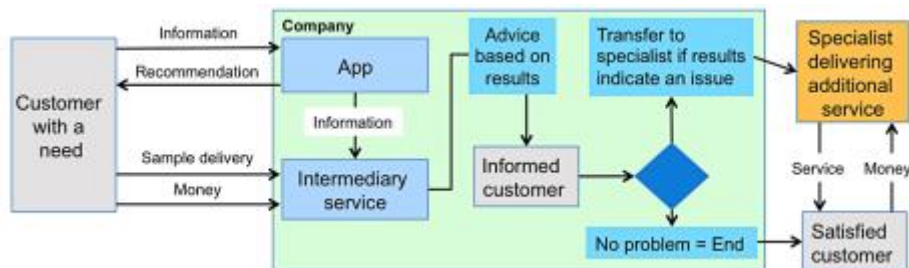 Company
Information
Recommendation
Customer
with a
need
Sample delivery
Money
App
Information
Intermediary
service
Advice
based on
results
Informed
customer
Transfer to
specialist if results
indicate an issue
No problem = End
Specialist
delivering
additional
service
Service
Money
Satisfied
customer